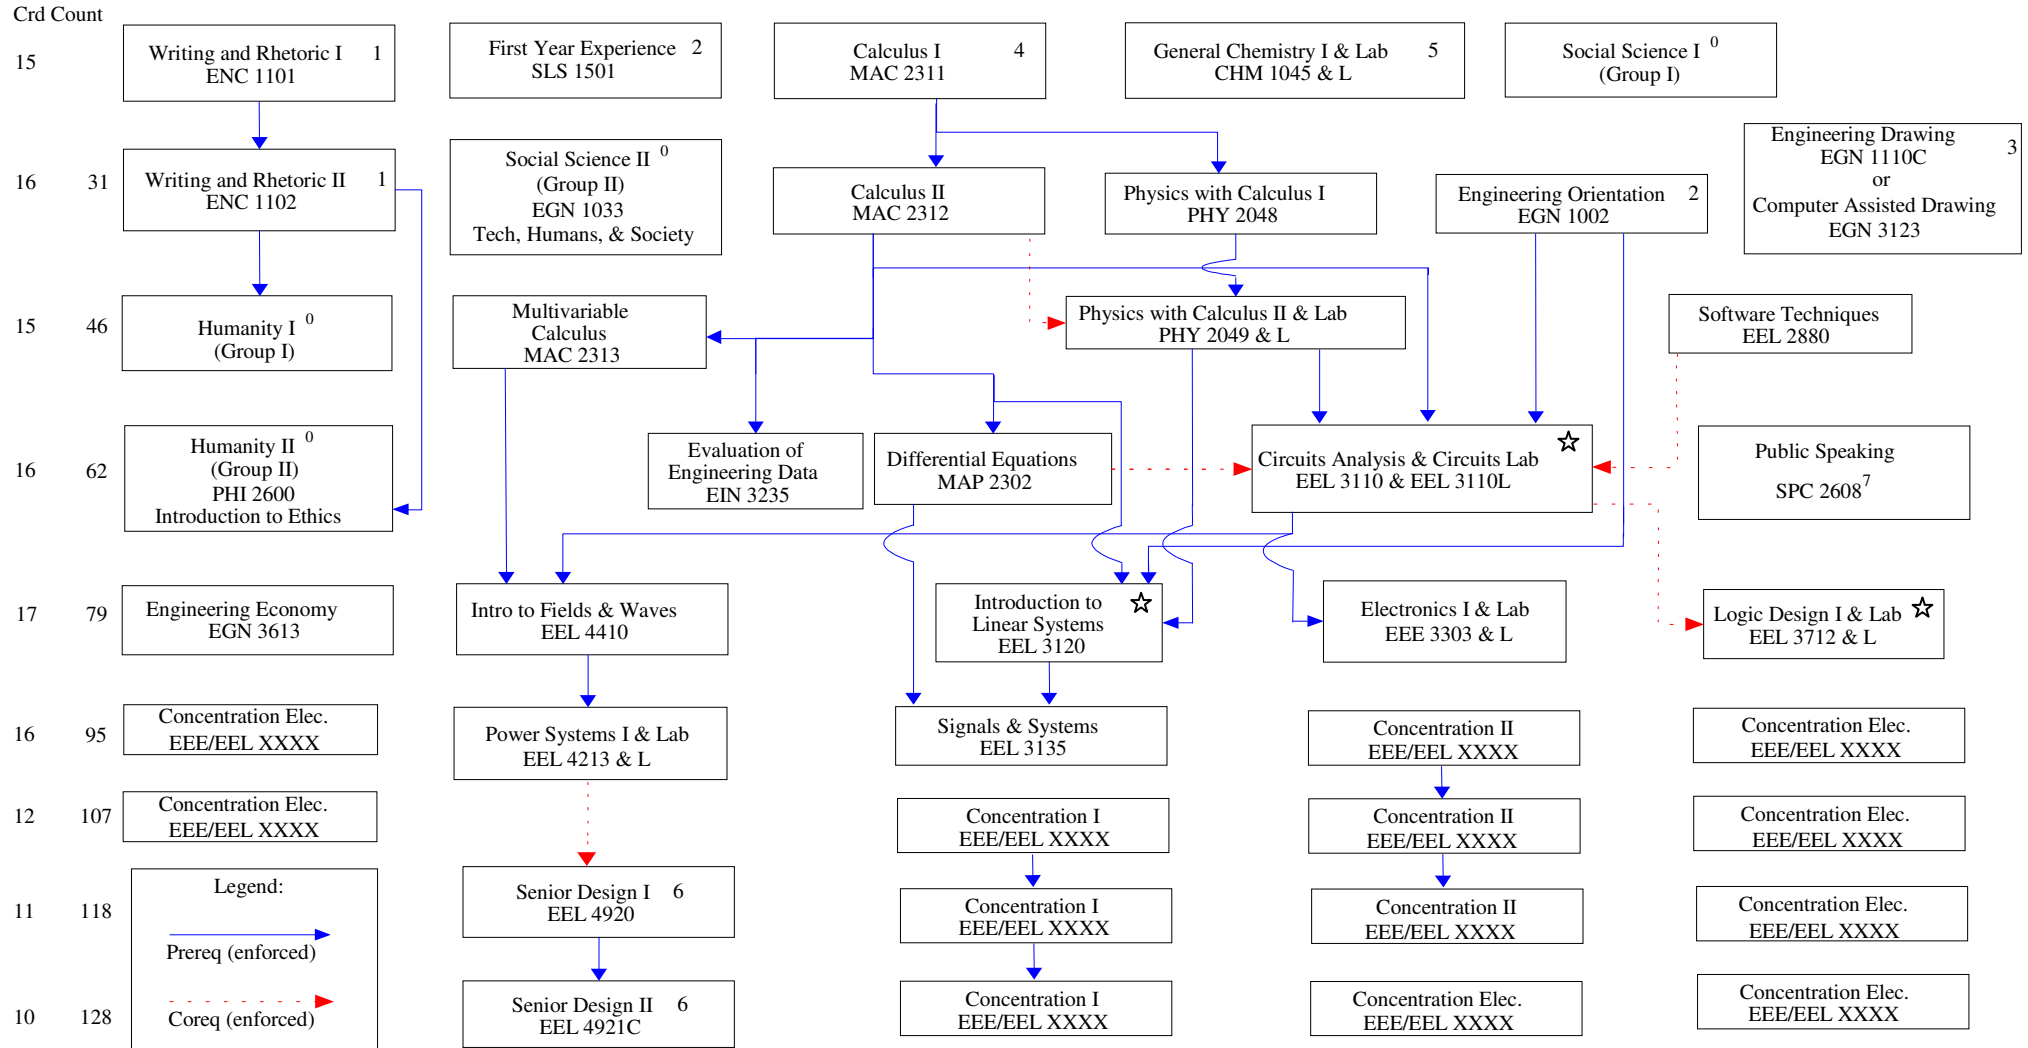 Crd Count
15
Writing and Rhetoric I 1
ENC 1101
First Year Experience 2
SLS 1501
Calculus I 4
MAC 2311
General Chemistry I & Lab 5
CHM 1045 & L
Social Science I 0
(Group I)
16 31
Writing and Rhetoric II 1
ENC 1102
Social Science II 0
(Group II)
EGN 1033
Tech, Humans, & Society
Calculus II
MAC 2312
Physics with Calculus I
PHY 2048
Engineering Orientation 2
EGN 1002
Engineering Drawing 3
EGN 1110C
or
Computer Assisted Drawing
EGN 3123
15 46
Humanity I 0
(Group I)
Multivariable
Calculus
MAC 2313
Physics with Calculus II & Lab
PHY 2049 & L
Software Techniques
EEL 2880
16 62
Humanity II 0
(Group II)
PHI 2600
Introduction to Ethics
Evaluation of
Engineering Data
EIN 3235
Differential Equations
MAP 2302
Circuits Analysis & Circuits Lab
EEL 3110 & EEL 3110L
Public Speaking
SPC 2608 7
17 79
Engineering Economy
EGN 3613
Intro to Fields & Waves
EEL 4410
Introduction to
Linear Systems
EEL 3120
Electronics I & Lab
EEE 3303 & L
Logic Design I & Lab
EEL 3712 & L
16 95
Concentration Elec.
EEE/EEL XXXX
Power Systems I & Lab
EEL 4213 & L
Signals & Systems
EEL 3135
Concentration II
EEE/EEL XXXX
Concentration Elec.
EEE/EEL XXXX
12 107
Concentration Elec.
EEE/EEL XXXX
Concentration I
EEE/EEL XXXX
Concentration II
EEE/EEL XXXX
Concentration Elec.
EEE/EEL XXXX
11 118
Legend:
Prereq (enforced)
Coreq (enforced)
Senior Design I 6
EEL 4920
Concentration I
EEE/EEL XXXX
Concentration II
EEE/EEL XXXX
Concentration Elec.
EEE/EEL XXXX
10 128
Senior Design II 6
EEL 4921C
Concentration I
EEE/EEL XXXX
Concentration Elec.
EEE/EEL XXXX
Concentration Elec.
EEE/EEL XXXX